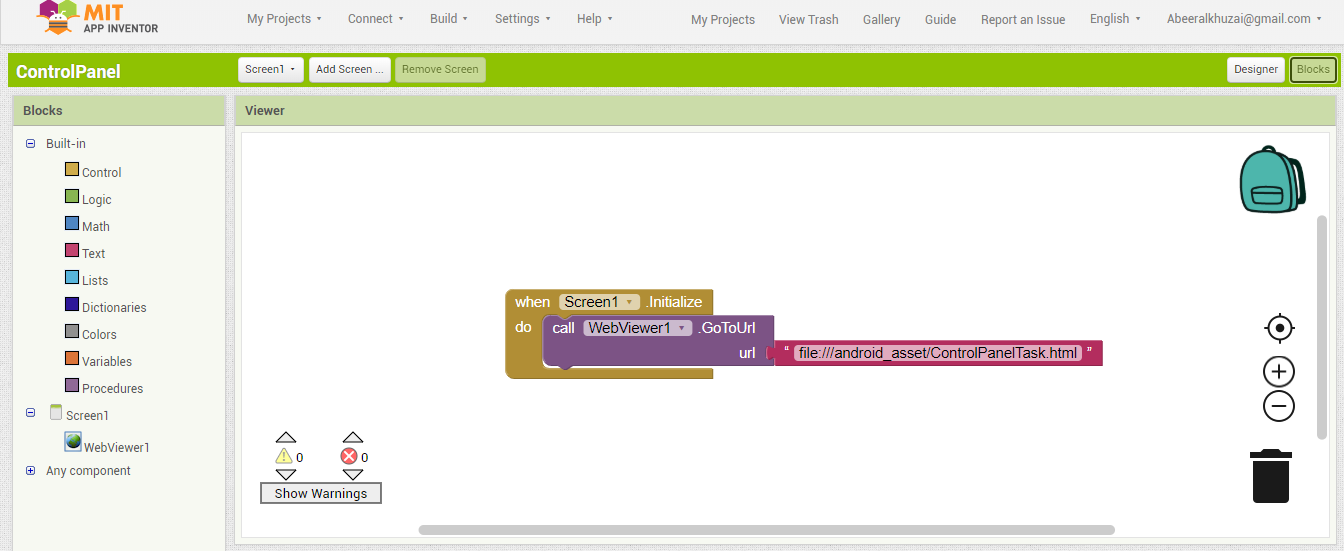 MIT
APP INVENTOR
My Projects Connect Build Settings Help My Projects View Trash Gallery Guide Report an Issue English Abeeralkhuzai@gmail.com
ControlPanel Screen1 Add Screen ... Remove Screen Designer Blocks
Blocks Viewer
Built-in
Control
Logic
Math
Text
Lists
Dictionaries
Colors
Variables
Procedures
Screen1
WebViewer1
Any component
when Screen1 .Initialize
do call WebViewer1 .GoToUrl
url “ file:///android_asset/ControlPanelTask.html ”
0 0
Show Warnings